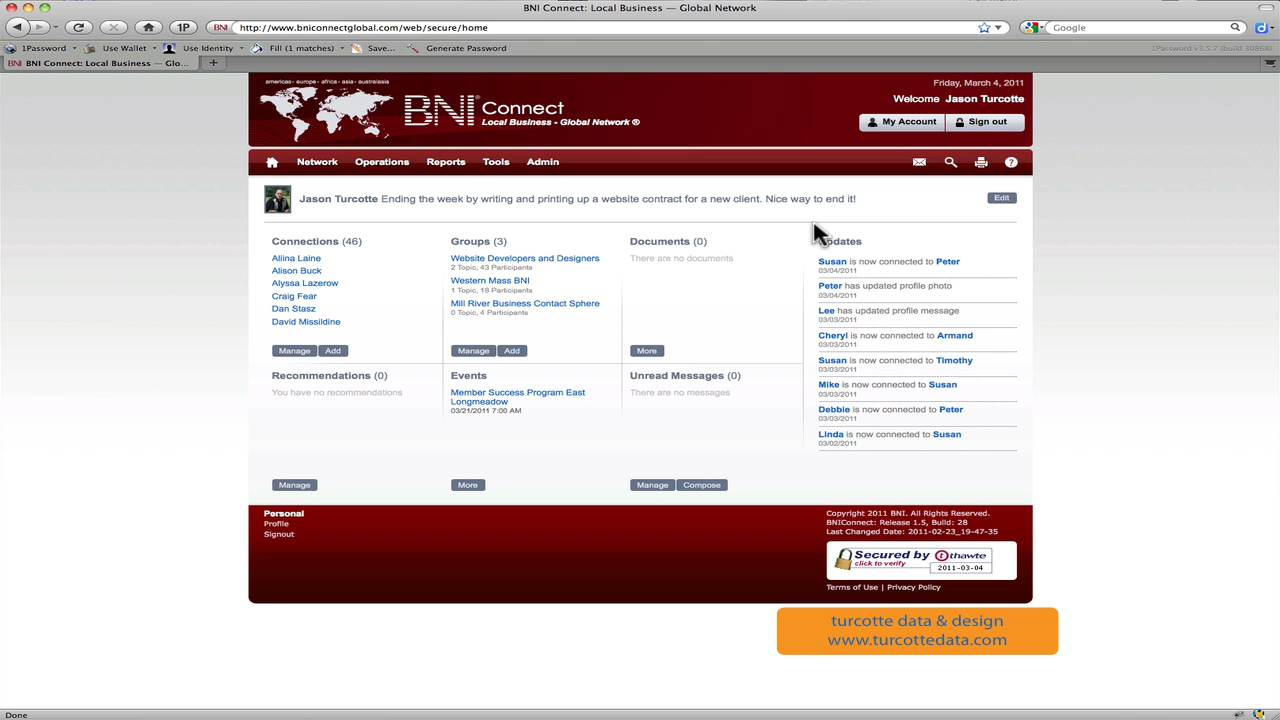 BNI Connect: Local Business — Global Network
1P
BNI
http://www.bniconnectglobal.com/web/secure/home
Google
1Password
Use Wallet
Use Identity
Fill (1 matches)
Save...
Generate Password
1Password v3.5.7 (build 30868)
BNI BNI Connect: Local Business — Glo...
americas - europe - africa - asia - australasia
BNI® Connect
Local Business - Global Network ®
Friday, March 4, 2011
Welcome Jason Turcotte
My Account
Sign out
Network
Operations
Reports
Tools
Admin
Jason Turcotte Ending the week by writing and printing up a website contract for a new client. Nice way to end it!
Edit
Connections (46)
Aliina Laine
Alison Buck
Alyssa Lazerow
Craig Fear
Dan Stasz
David Missildine
Manage
Add
Groups (3)
Website Developers and Designers
2 Topic, 43 Participants
Western Mass BNI
1 Topic, 18 Participants
Mill River Business Contact Sphere
0 Topic, 4 Participants
Manage
Add
Documents (0)
There are no documents
More
Recommendations (0)
You have no recommendations
Manage
Events
Member Success Program East
Longmeadow
03/21/2011 7:00 AM
More
Unread Messages (0)
There are no messages
Manage
Compose
Updates
Susan is now connected to Peter
03/04/2011
Peter has updated profile photo
03/04/2011
Lee has updated profile message
03/03/2011
Cheryl is now connected to Armand
03/03/2011
Susan is now connected to Timothy
03/03/2011
Mike is now connected to Susan
03/03/2011
Debbie is now connected to Peter
03/03/2011
Linda is now connected to Susan
03/02/2011
Personal
Profile
Signout
Copyright 2011 BNI. All Rights Reserved.
BNIConnect: Release 1.5, Build: 28
Last Changed Date: 2011-02-23_19-47-35
Secured by thawte
click to verify
2011-03-04
Terms of Use | Privacy Policy
turcotte data & design
www.turcottedata.com
Done